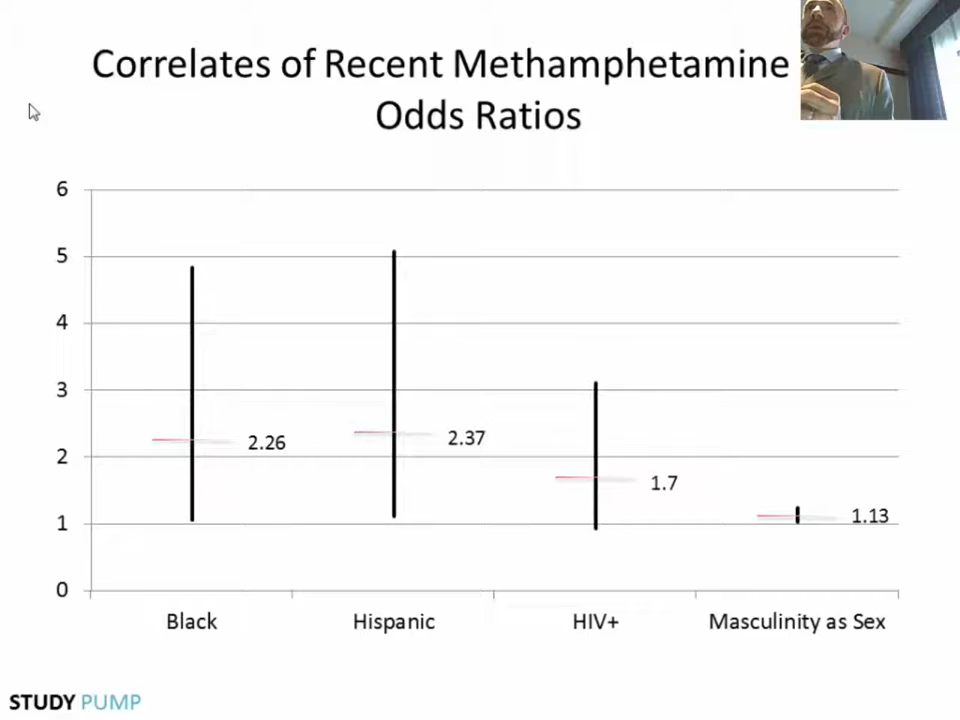 Correlates of Recent Methamphetamine
Odds Ratios
6
5
4
3
2
1
0
2.26
2.37
1.7
1.13
Black
Hispanic
HIV+
Masculinity as Sex
STUDY PUMP